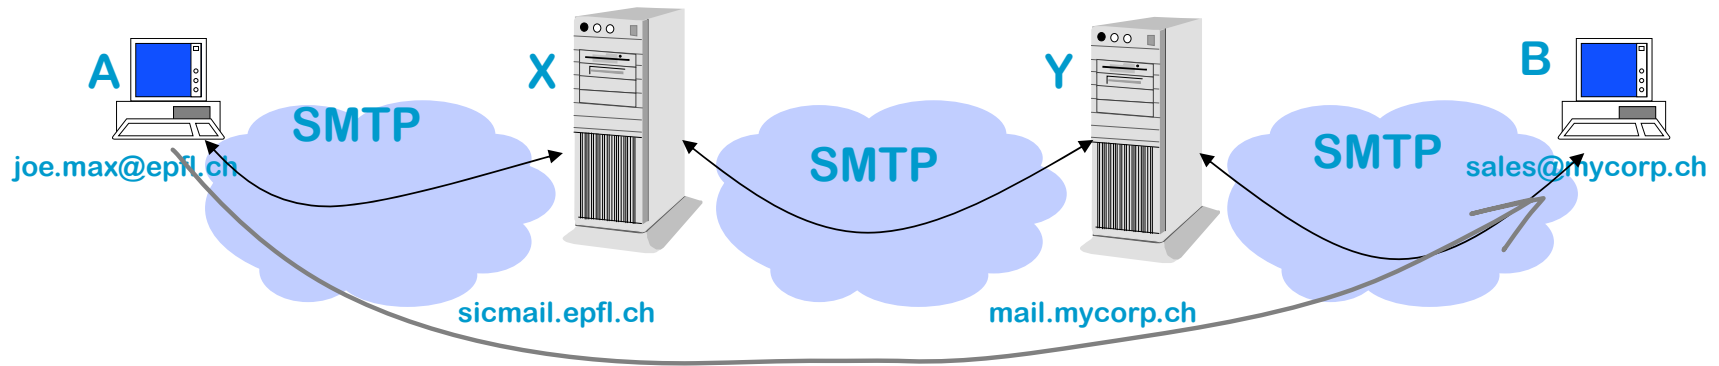 A
X
Y
B
SMTP
SMTP
SMTP
joe.max@epfl.ch
sales@mycorp.ch
sicmail.epfl.ch
mail.mycorp.ch